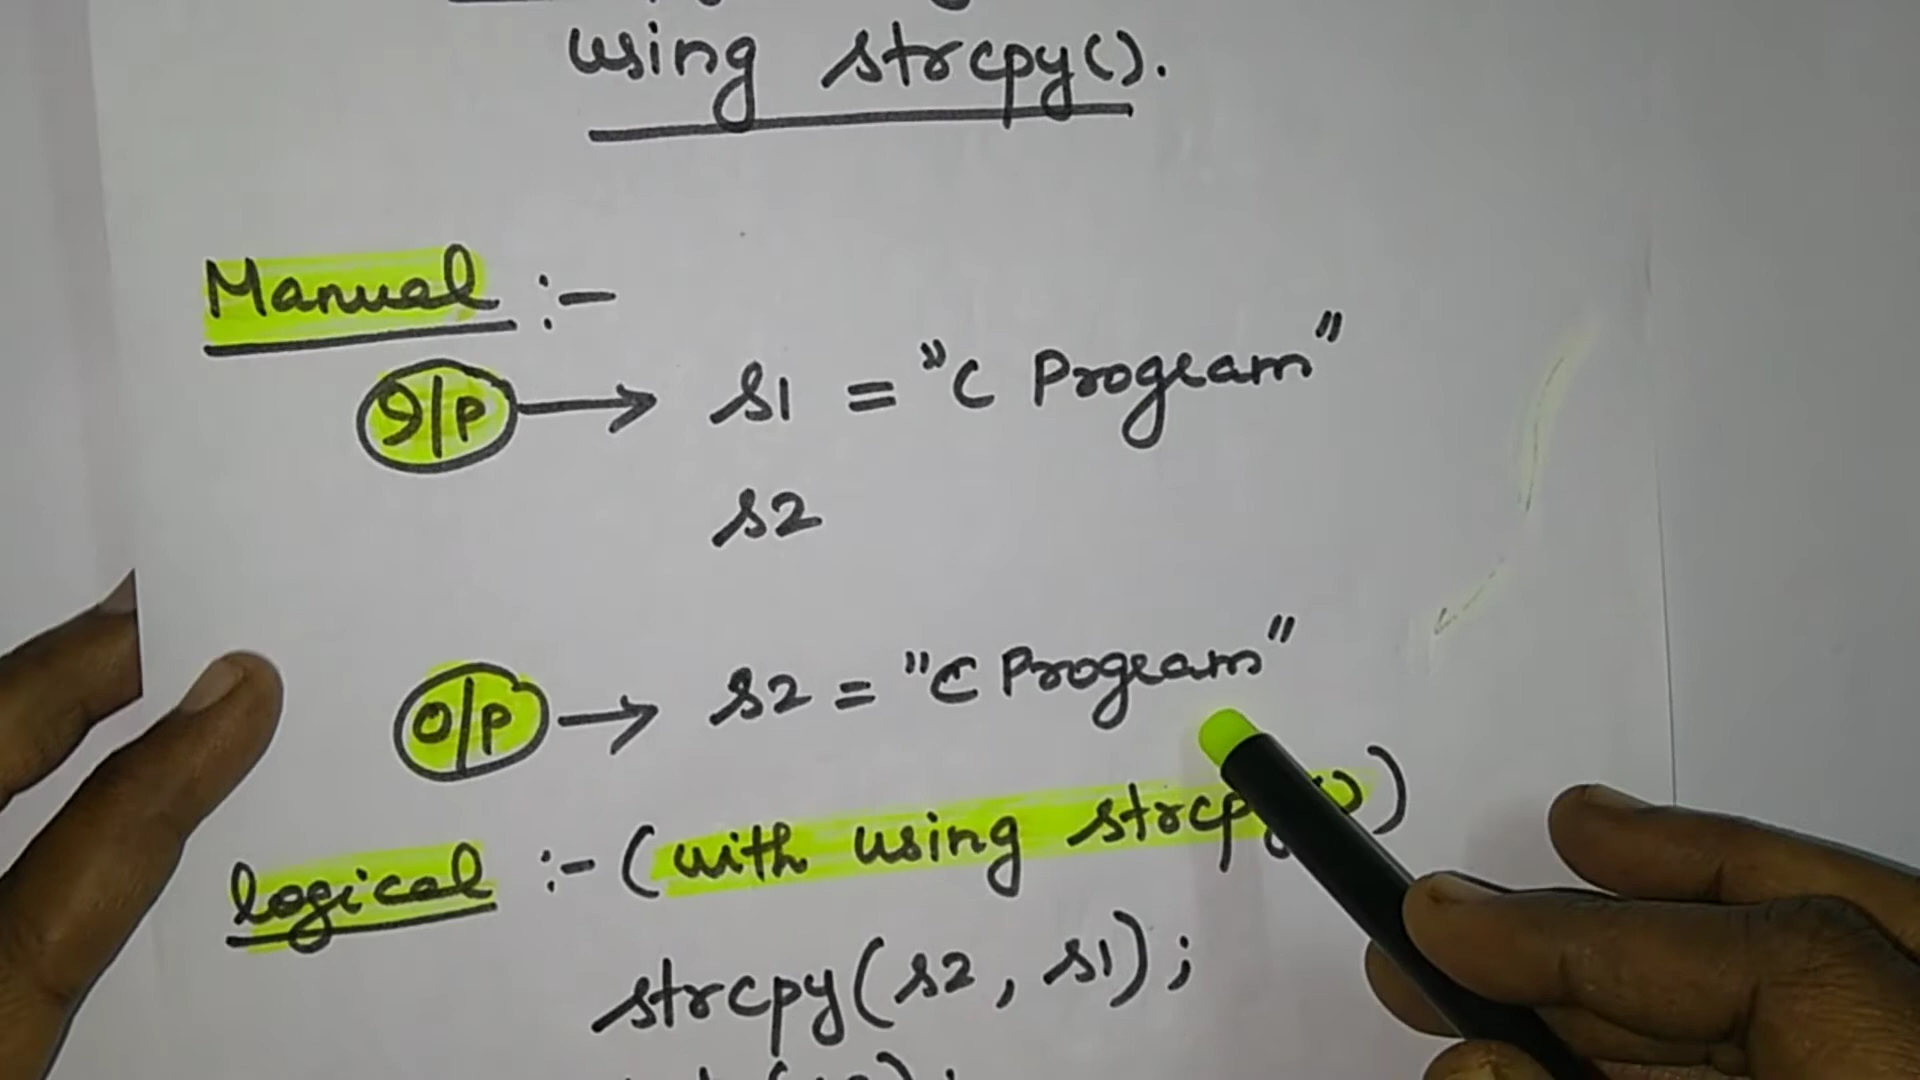 using strcpy().
Manual :-
I/P → s1 = "C Program"
s2
O/P → s2 = "C Program"
logical :- (with using strcpy())
strcpy(s2, s1);